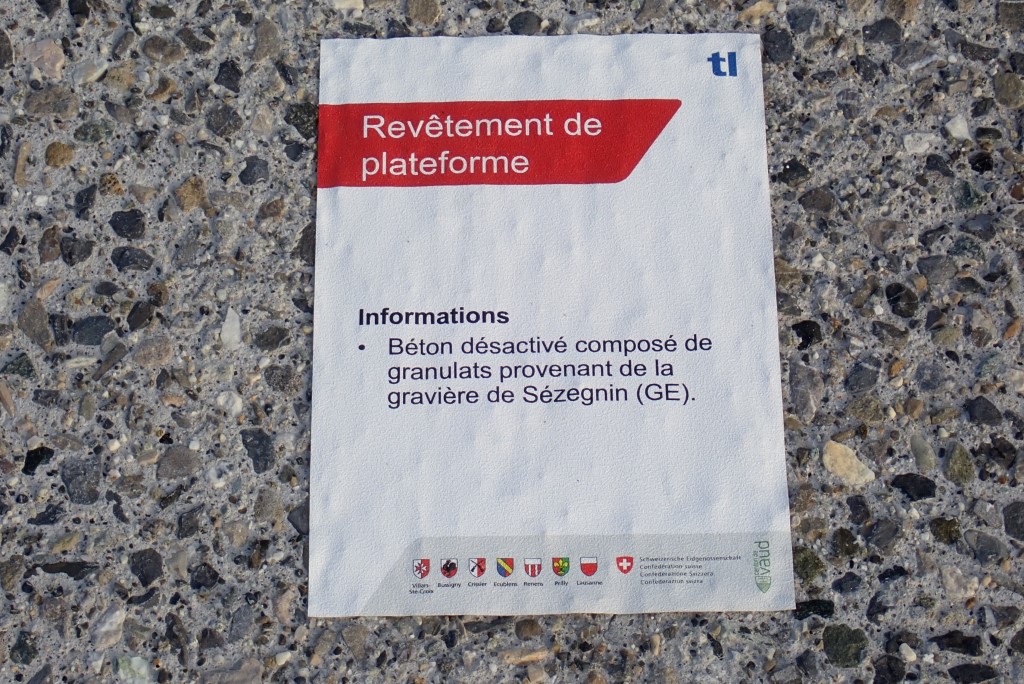 tl
Revêtement de
plateforme
Informations
• Béton désactivé composé de
granulats provenant de la
gravière de Sézegnin (GE).
Villars-
Ste-Croix
Bussigny
Crissier
Ecublens
Renens
Prilly
Lausanne
Schweizerische Eidgenossenschaft
Confédération suisse
Confederazione Svizzera
Confederaziun svizra
vaud